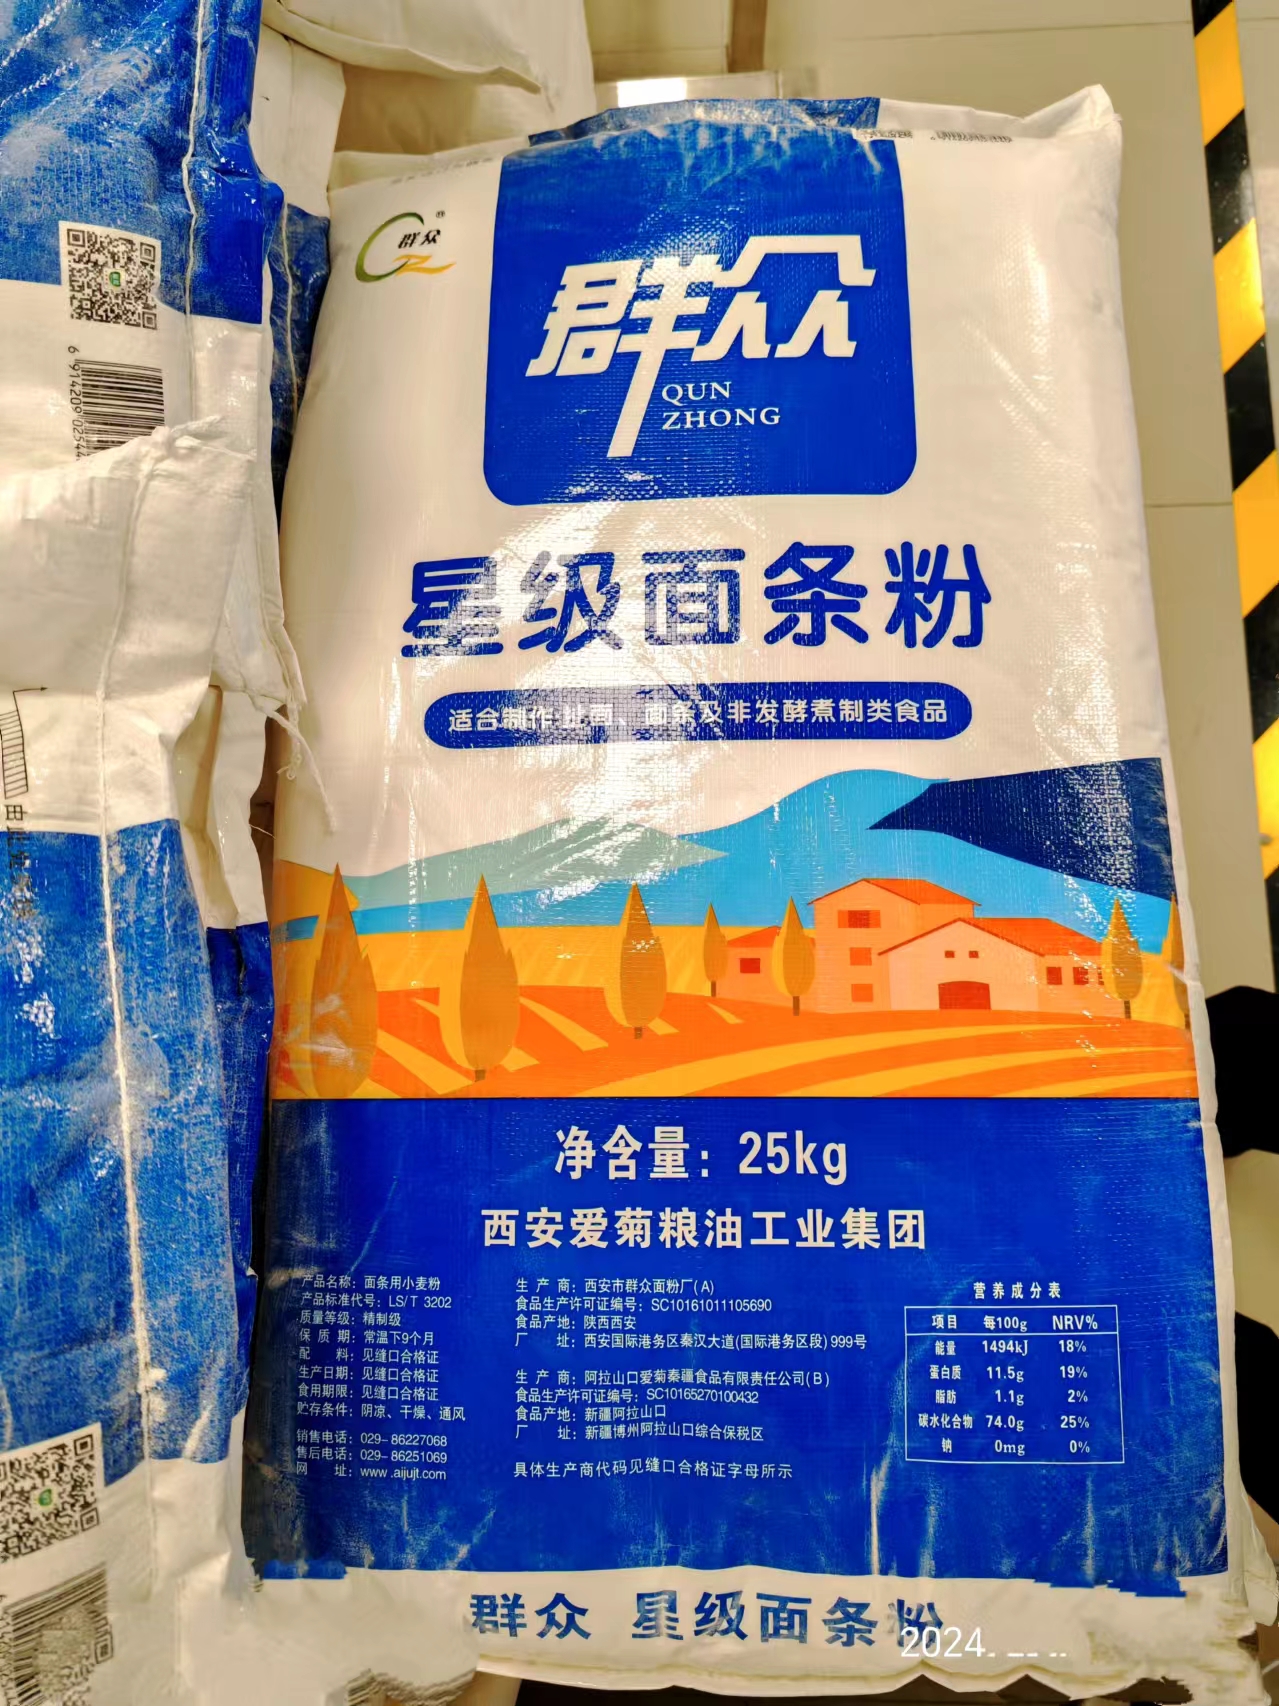 群众
®
群众
QUN
ZHONG
星级面条粉
适合制作:拉面、面条及非发酵煮制类食品
净含量：25kg
西安爱菊粮油工业集团
产品名称：面条用小麦粉
产品标准代号：LS/T 3202
质量等级：精制级
保质期：常温下9个月
配料：见缝口合格证
生产日期：见缝口合格证
食用期限：见缝口合格证
贮存条件：阴凉、干燥、通风
销售电话：029-86227068
售后电话：029-86251069
网址：www.aijujt.com
生产商：西安市群众面粉厂(A)
食品生产许可证编号：SC10161011105690
食品产地：陕西西安
厂址：西安国际港务区秦汉大道(国际港务区段)999号
生产商：阿拉山口爱菊秦疆食品有限责任公司(B)
食品生产许可证编号：SC10165270100432
食品产地：新疆阿拉山口
厂址：新疆博州阿拉山口综合保税区
具体生产商代码见缝口合格证字母所示
营养成分表
项目 每100g NRV%
能量 1494kJ 18%
蛋白质 11.5g 19%
脂肪 1.1g 2%
碳水化合物 74.0g 25%
钠 0mg 0%
群众 星级面条粉
2024
6 914209 02544